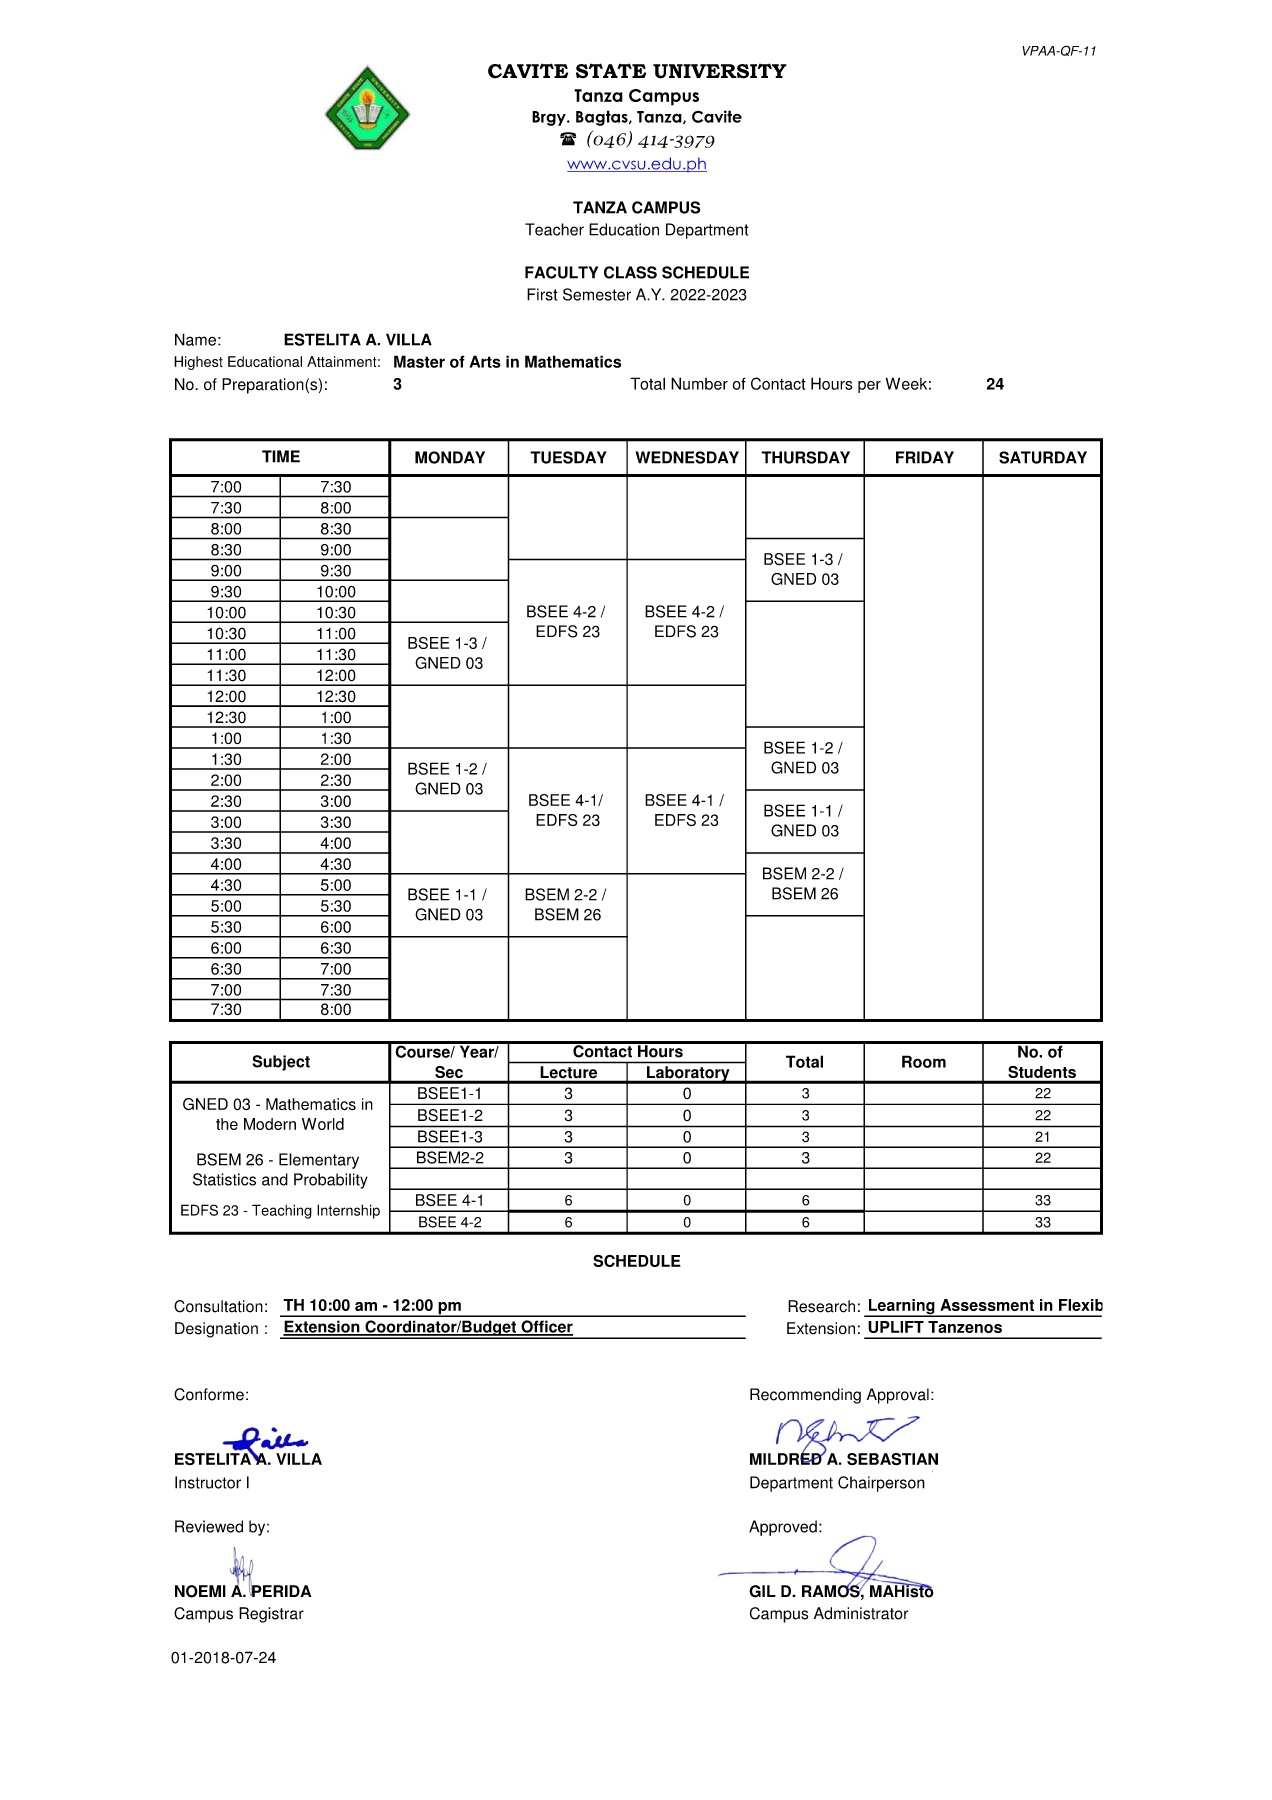 VPAA-QF-11
CAVITE STATE UNIVERSITY
Tanza Campus
Brgy. Bagtas, Tanza, Cavite
☎ (046) 414-3979
www.cvsu.edu.ph
TANZA CAMPUS
Teacher Education Department
FACULTY CLASS SCHEDULE
First Semester A.Y. 2022-2023
Name: ESTELITA A. VILLA
Highest Educational Attainment: Master of Arts in Mathematics
No. of Preparation(s): 3 Total Number of Contact Hours per Week: 24
TIME MONDAY TUESDAY WEDNESDAY THURSDAY FRIDAY SATURDAY
7:00 7:30
7:30 8:00
8:00 8:30
8:30 9:00
BSEE 1-3 /
9:00 9:30
GNED 03
9:30 10:00
10:00 10:30 BSEE 4-2 / BSEE 4-2 /
10:30 11:00 EDFS 23 EDFS 23
BSEE 1-3 /
11:00 11:30
GNED 03
11:30 12:00
12:00 12:30
12:30 1:00
1:00 1:30
BSEE 1-2 /
1:30 2:00
BSEE 1-2 / GNED 03
2:00 2:30
GNED 03
2:30 3:00 BSEE 4-1/ BSEE 4-1 / BSEE 1-1 /
3:00 3:30 EDFS 23 EDFS 23
3:30 4:00 GNED 03
4:00 4:30
BSEM 2-2 /
4:30 5:00
BSEE 1-1 / BSEM 2-2 / BSEM 26
5:00 5:30
GNED 03 BSEM 26
5:30 6:00
6:00 6:30
6:30 7:00
7:00 7:30
7:30 8:00
Subject Course/ Year/ Sec Contact Hours Total Room No. of Students
Lecture Laboratory
GNED 03 - Mathematics in
the Modern World
BSEE1-1 3 0 3 22
BSEE1-2 3 0 3 22
BSEE1-3 3 0 3 21
BSEM 26 - Elementary
Statistics and Probability
BSEM2-2 3 0 3 22
EDFS 23 - Teaching Internship
BSEE 4-1 6 0 6 33
BSEE 4-2 6 0 6 33
SCHEDULE
Consultation: TH 10:00 am - 12:00 pm Research: Learning Assessment in Flexib
Designation : Extension Coordinator/Budget Officer Extension: UPLIFT Tanzenos
Conforme: Recommending Approval:
ESTELITA A. VILLA MILDRED A. SEBASTIAN
Instructor I Department Chairperson
Reviewed by: Approved:
NOEMI A. PERIDA GIL D. RAMOS, MAHisto
Campus Registrar Campus Administrator
01-2018-07-24